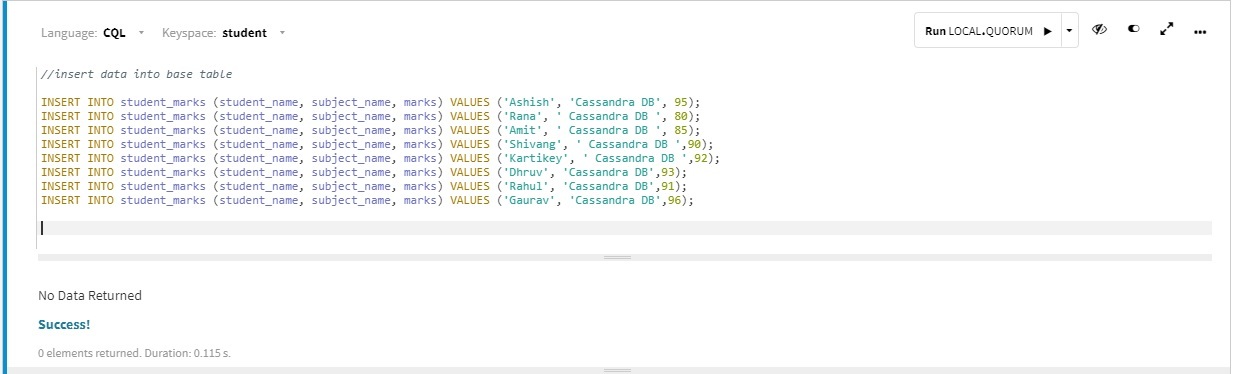 Language: CQL Keyspace: student Run LOCAL.QUORUM
//insert data into base table
INSERT INTO student_marks (student_name, subject_name, marks) VALUES ('Ashish', 'Cassandra DB', 95);
INSERT INTO student_marks (student_name, subject_name, marks) VALUES ('Rana', ' Cassandra DB ', 80);
INSERT INTO student_marks (student_name, subject_name, marks) VALUES ('Amit', ' Cassandra DB ', 85);
INSERT INTO student_marks (student_name, subject_name, marks) VALUES ('Shivang', ' Cassandra DB ',90);
INSERT INTO student_marks (student_name, subject_name, marks) VALUES ('Kartikey', ' Cassandra DB ',92);
INSERT INTO student_marks (student_name, subject_name, marks) VALUES ('Dhruv', 'Cassandra DB',93);
INSERT INTO student_marks (student_name, subject_name, marks) VALUES ('Rahul', 'Cassandra DB',91);
INSERT INTO student_marks (student_name, subject_name, marks) VALUES ('Gaurav', 'Cassandra DB',96);
No Data Returned
Success!
0 elements returned. Duration: 0.115 s.